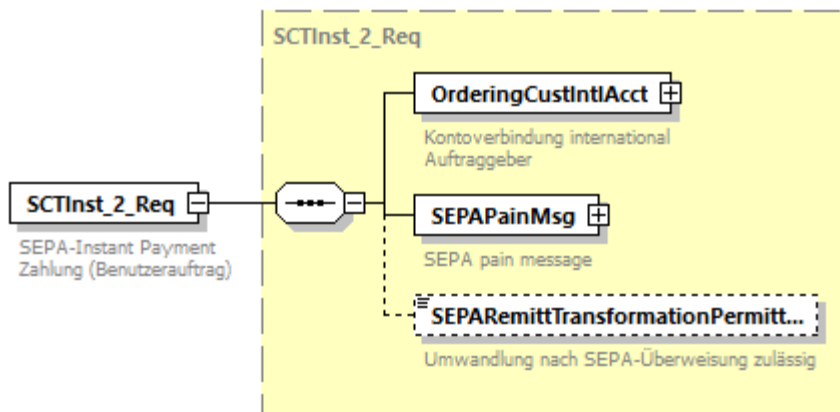 SCTInst_2_Req
OrderingCustIntlAcct
Kontoverbindung international
Auftraggeber
SCTInst_2_Req
SEPA-Instant Payment
Zahlung (Benutzerauftrag)
SEPAPainMsg
SEPA pain message
SEPARemittTransformationPermitt...
Umwandlung nach SEPA-Überweisung zulässig